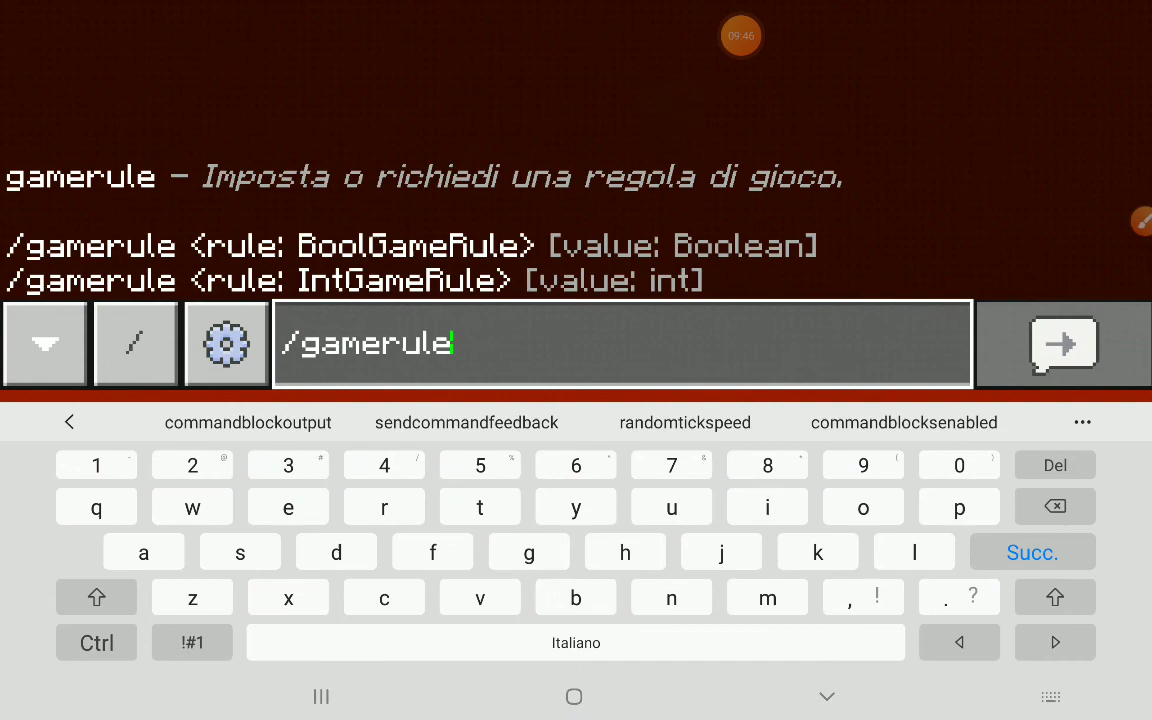 09:46
gamerule - Imposta o richiedi una regola di gioco.
/gamerule <rule: BoolGameRule> [value: Boolean]
/gamerule <rule: IntGameRule> [value: int]
/ /gamerule
commandblockoutput sendcommandfeedback randomtickspeed commandblocksenabled ...
1 - 2 @ 3 # 4 / 5 % 6 ^ 7 & 8 * 9 ( 0 ) Del
q w e r t y u i o p
a s d f g h j k l Succ.
z x c v b n m , ! . ?
Ctrl !#1 Italiano